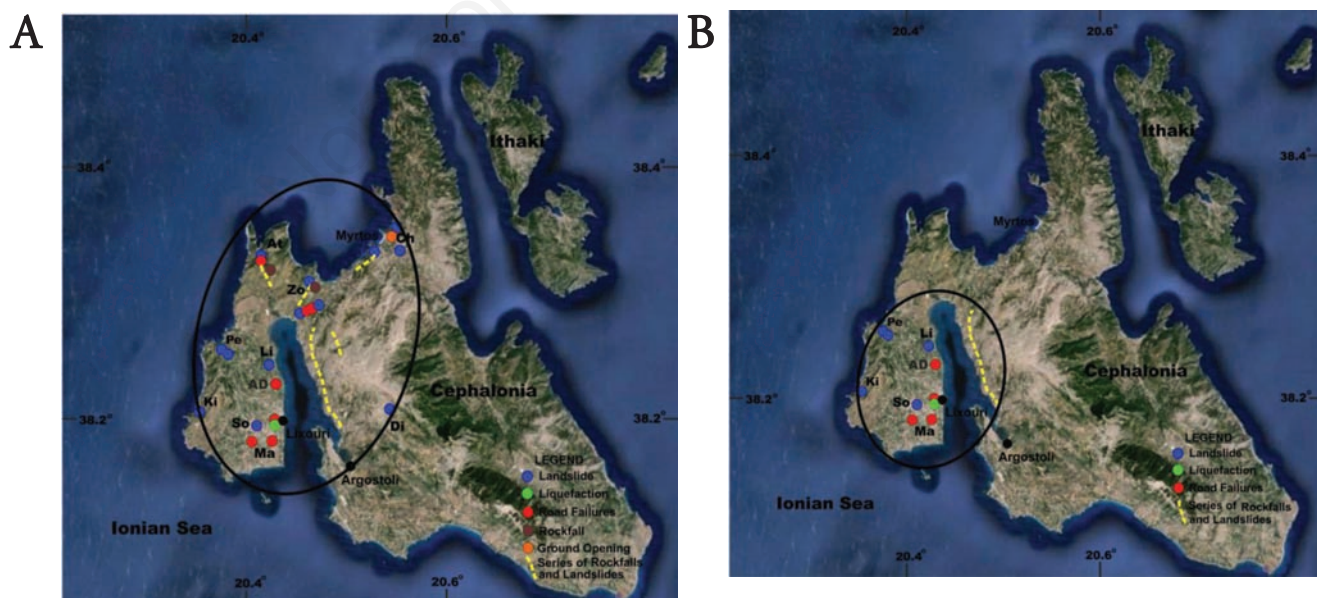 A
20.4°
20.6°
Ithaki
38.4°
38.4°
At
Myrtos
Ch
Zo
Pe
Li
AD
Ki
Cephalonia
38.2°
38.2°
So
Lixouri
Di
Ma
Argostoli
LEGEND
Landslide
Liquefaction
Road Failures
Rockfall
Ground Opening
Series of Rockfalls
and Landslides
Ionian Sea
20.4°
20.6°
B
20.4°
20.6°
Ithaki
38.4°
38.4°
Myrtos
Pe
Li
AD
Cephalonia
Ki
38.2°
38.2°
So
Lixouri
Ma
Argostoli
LEGEND
Landslide
Liquefaction
Road Failures
Series of Rockfalls
and Landslides
Ionian Sea
20.4°
20.6°